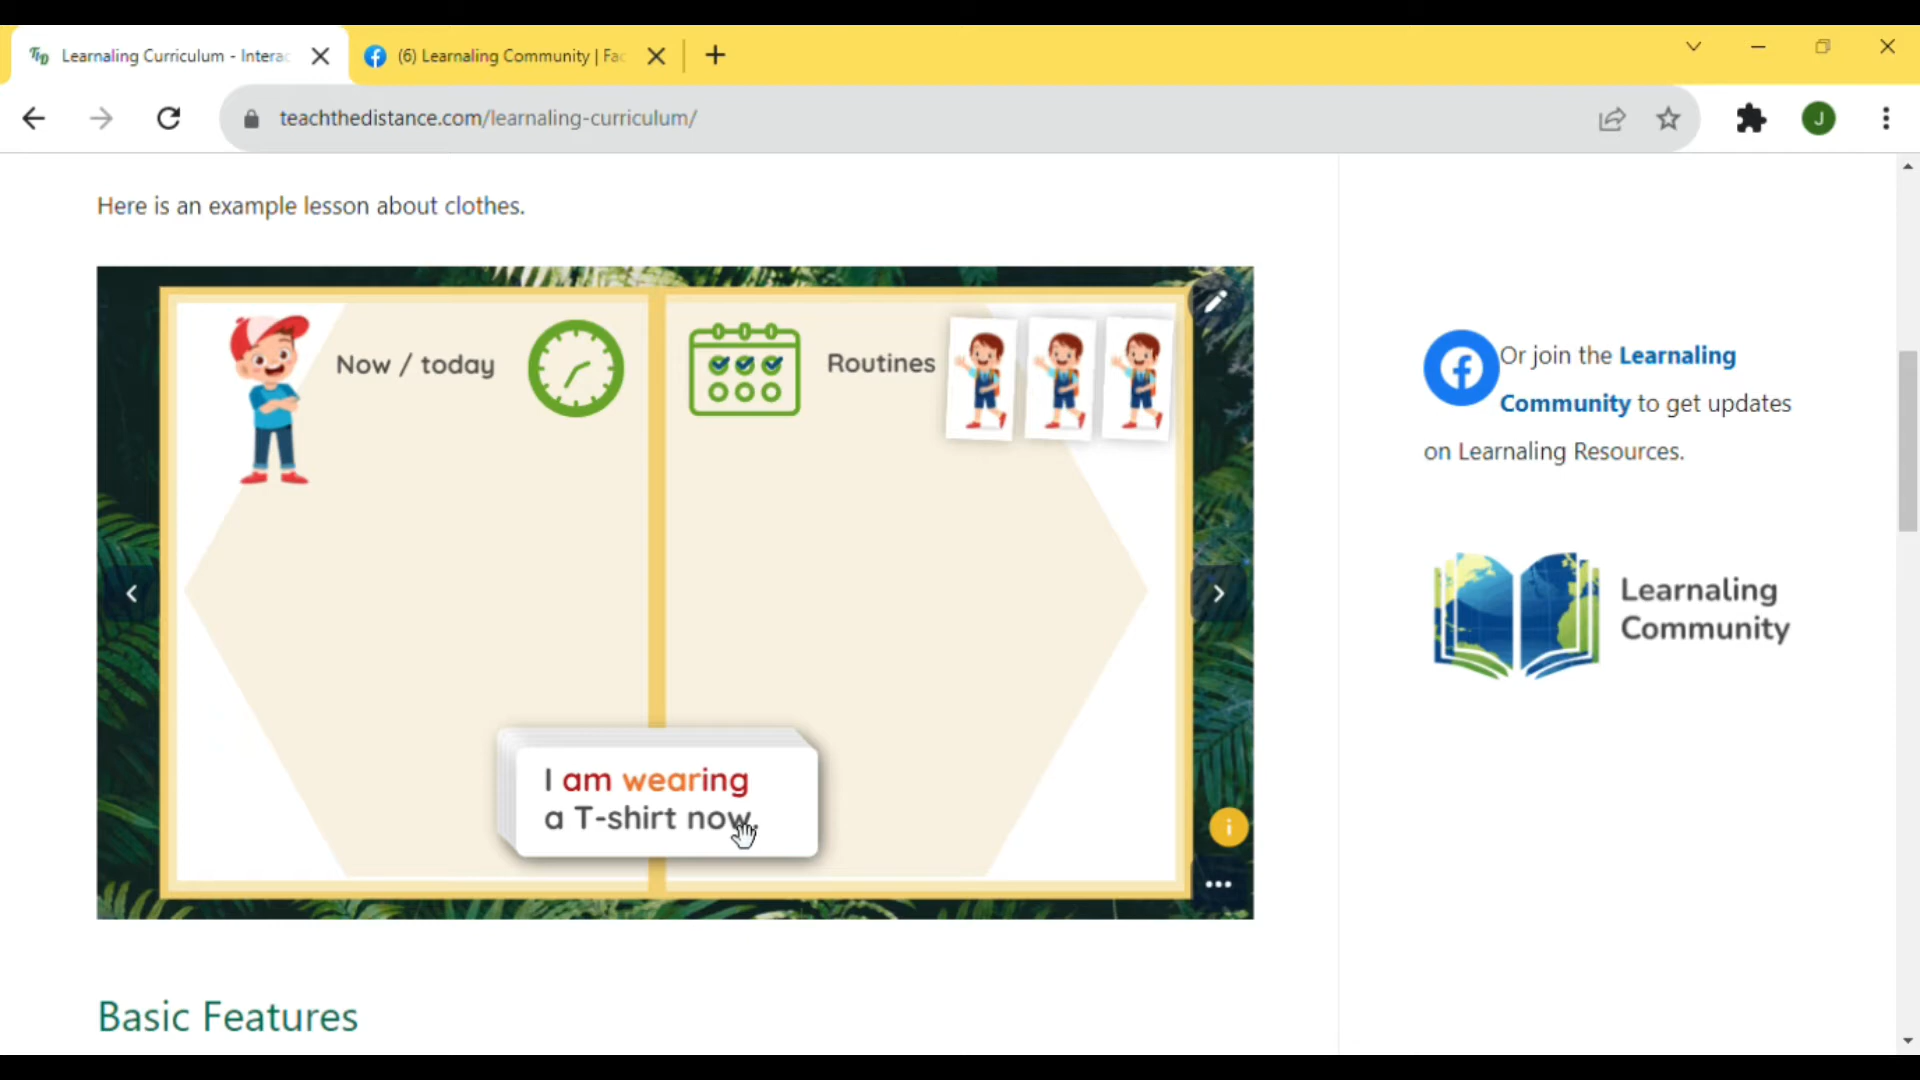 Learnaling Curriculum - Interac
(6) Learnaling Community | Fac
teachthedistance.com/learnaling-curriculum/
J
Here is an example lesson about clothes.
Now / today
Routines
I am wearing
a T-shirt now.
i
Basic Features
Or join the Learnaling
Community to get updates
on Learnaling Resources.
Learnaling
Community